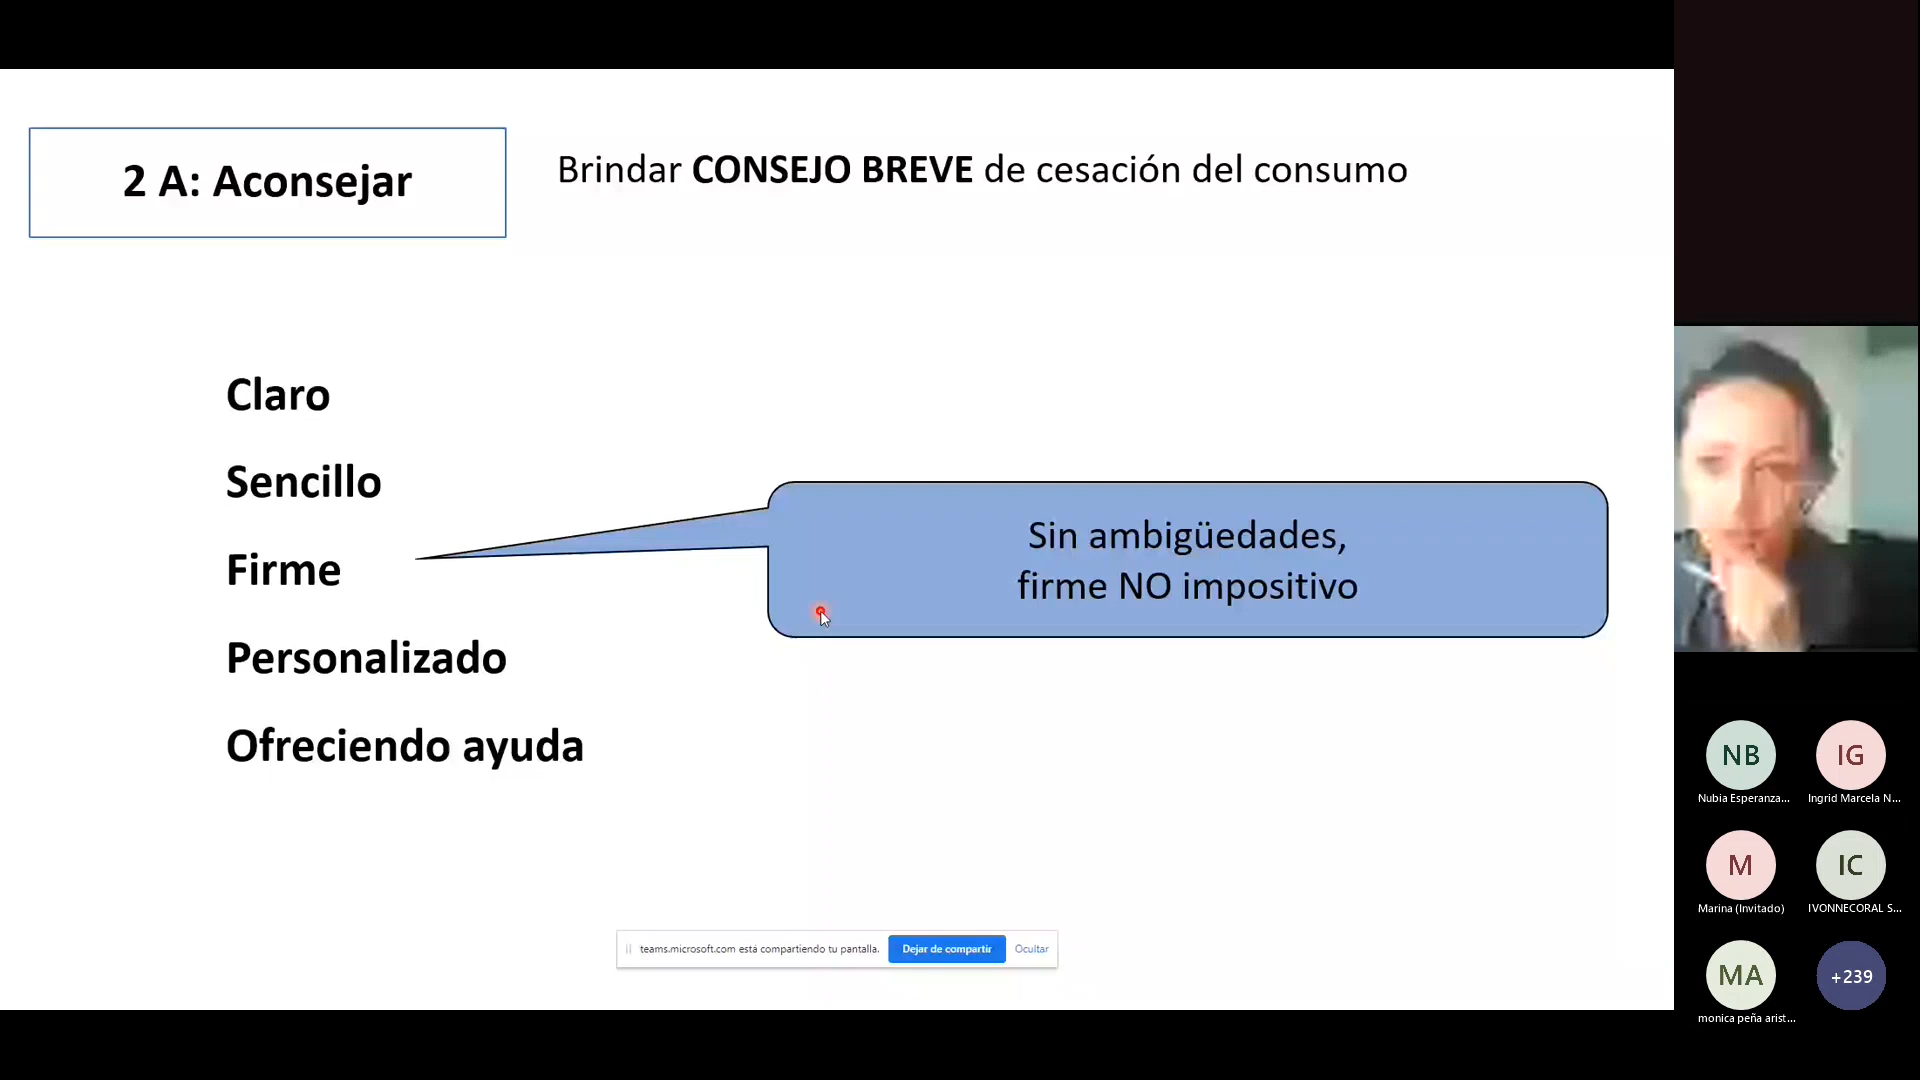 2 A: Aconsejar
Brindar CONSEJO BREVE de cesación del consumo
Claro
Sencillo
Firme
Personalizado
Ofreciendo ayuda
Sin ambigüedades,
firme NO impositivo
teams.microsoft.com está compartiendo tu pantalla.
Dejar de compartir
Ocultar
NB
Nubia Esperanza...
IG
Ingrid Marcela N...
M
Marina (Invitado)
IC
IVONNECORAL S...
MA
monica peña arist...
+239